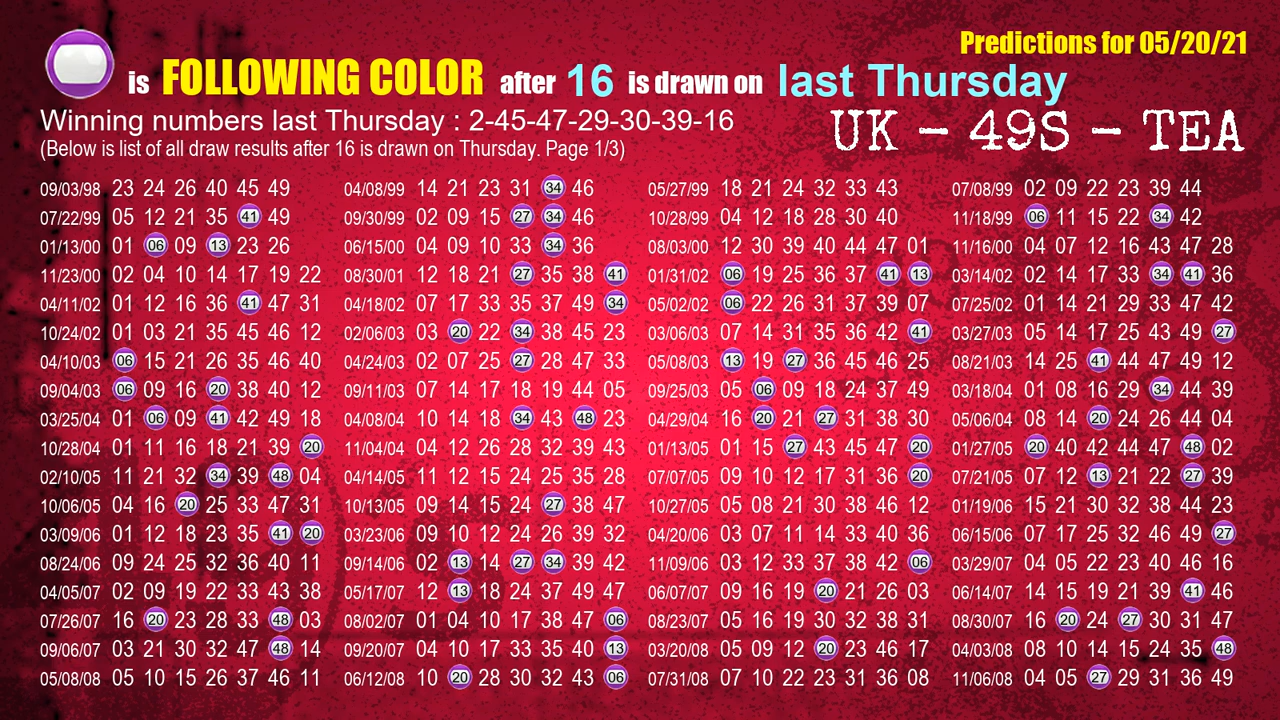 Predictions for 05/20/21
is FOLLOWING COLOR after 16 is drawn on last Thursday
Winning numbers last Thursday : 2-45-47-29-30-39-16
UK - 49S - TEA
(Below is list of all draw results after 16 is drawn on Thursday. Page 1/3)
09/03/98 23 24 26 40 45 49 04/08/99 14 21 23 31 34 46 05/27/99 18 21 24 32 33 43 07/08/99 02 09 22 23 39 44
07/22/99 05 12 21 35 41 49 09/30/99 02 09 15 27 34 46 10/28/99 04 12 18 28 30 40 11/18/99 06 11 15 22 34 42
01/13/00 01 06 09 13 23 26 06/15/00 04 09 10 33 34 36 08/03/00 12 30 39 40 44 47 01 11/16/00 04 07 12 16 43 47 28
11/23/00 02 04 10 14 17 19 22 08/30/01 12 18 21 27 35 38 41 01/31/02 06 19 25 36 37 41 13 03/14/02 02 14 17 33 34 41 36
04/11/02 01 12 16 36 41 47 31 04/18/02 07 17 33 35 37 49 34 05/02/02 06 22 26 31 37 39 07 07/25/02 01 14 21 29 33 47 42
10/24/02 01 03 21 35 45 46 12 02/06/03 03 20 22 34 38 45 23 03/06/03 07 14 31 35 36 42 41 03/27/03 05 14 17 25 43 49 27
04/10/03 06 15 21 26 35 46 40 04/24/03 02 07 25 27 28 47 33 05/08/03 13 19 27 36 45 46 25 08/21/03 14 25 41 44 47 49 12
09/04/03 06 09 16 20 38 40 12 09/11/03 07 14 17 18 19 44 05 09/25/03 05 06 09 18 24 37 49 03/18/04 01 08 16 29 34 44 39
03/25/04 01 06 09 41 42 49 18 04/08/04 10 14 18 34 43 48 23 04/29/04 16 20 21 27 31 38 30 05/06/04 08 14 20 24 26 44 04
10/28/04 01 11 16 18 21 39 20 11/04/04 04 12 26 28 32 39 43 01/13/05 01 15 27 43 45 47 20 01/27/05 20 40 42 44 47 48 02
02/10/05 11 21 32 34 39 48 04 04/14/05 11 12 15 24 25 35 28 07/07/05 09 10 12 17 31 36 20 07/21/05 07 12 13 21 22 27 39
10/06/05 04 16 20 25 33 47 31 10/13/05 09 14 15 24 27 38 47 10/27/05 05 08 21 30 46 46 12 01/19/06 15 21 30 32 38 44 23
03/09/06 01 12 18 23 35 41 20 03/23/06 09 10 12 24 26 39 32 04/20/06 03 07 11 14 33 40 36 06/15/06 07 17 25 32 46 49 27
08/24/06 09 24 25 32 36 40 11 09/14/06 02 13 14 27 34 39 42 11/09/06 03 12 33 37 38 42 06 03/29/07 04 05 22 23 40 46 16
04/05/07 02 09 19 22 33 43 38 05/17/07 12 13 18 24 37 49 47 06/07/07 09 16 19 20 21 26 03 06/14/07 14 15 19 21 39 41 46
07/26/07 16 20 23 28 33 48 03 08/02/07 01 04 10 17 38 47 06 08/23/07 05 16 19 30 32 38 31 08/30/07 16 20 24 27 30 31 47
09/06/07 03 21 30 32 47 48 14 09/20/07 04 10 17 33 35 40 13 03/20/08 05 09 12 20 23 46 17 04/03/08 08 10 14 15 24 35 48
05/08/08 05 10 15 26 37 46 11 06/12/08 10 20 28 30 32 43 06 07/31/08 07 10 22 23 31 36 08 11/06/08 04 05 27 29 31 36 49